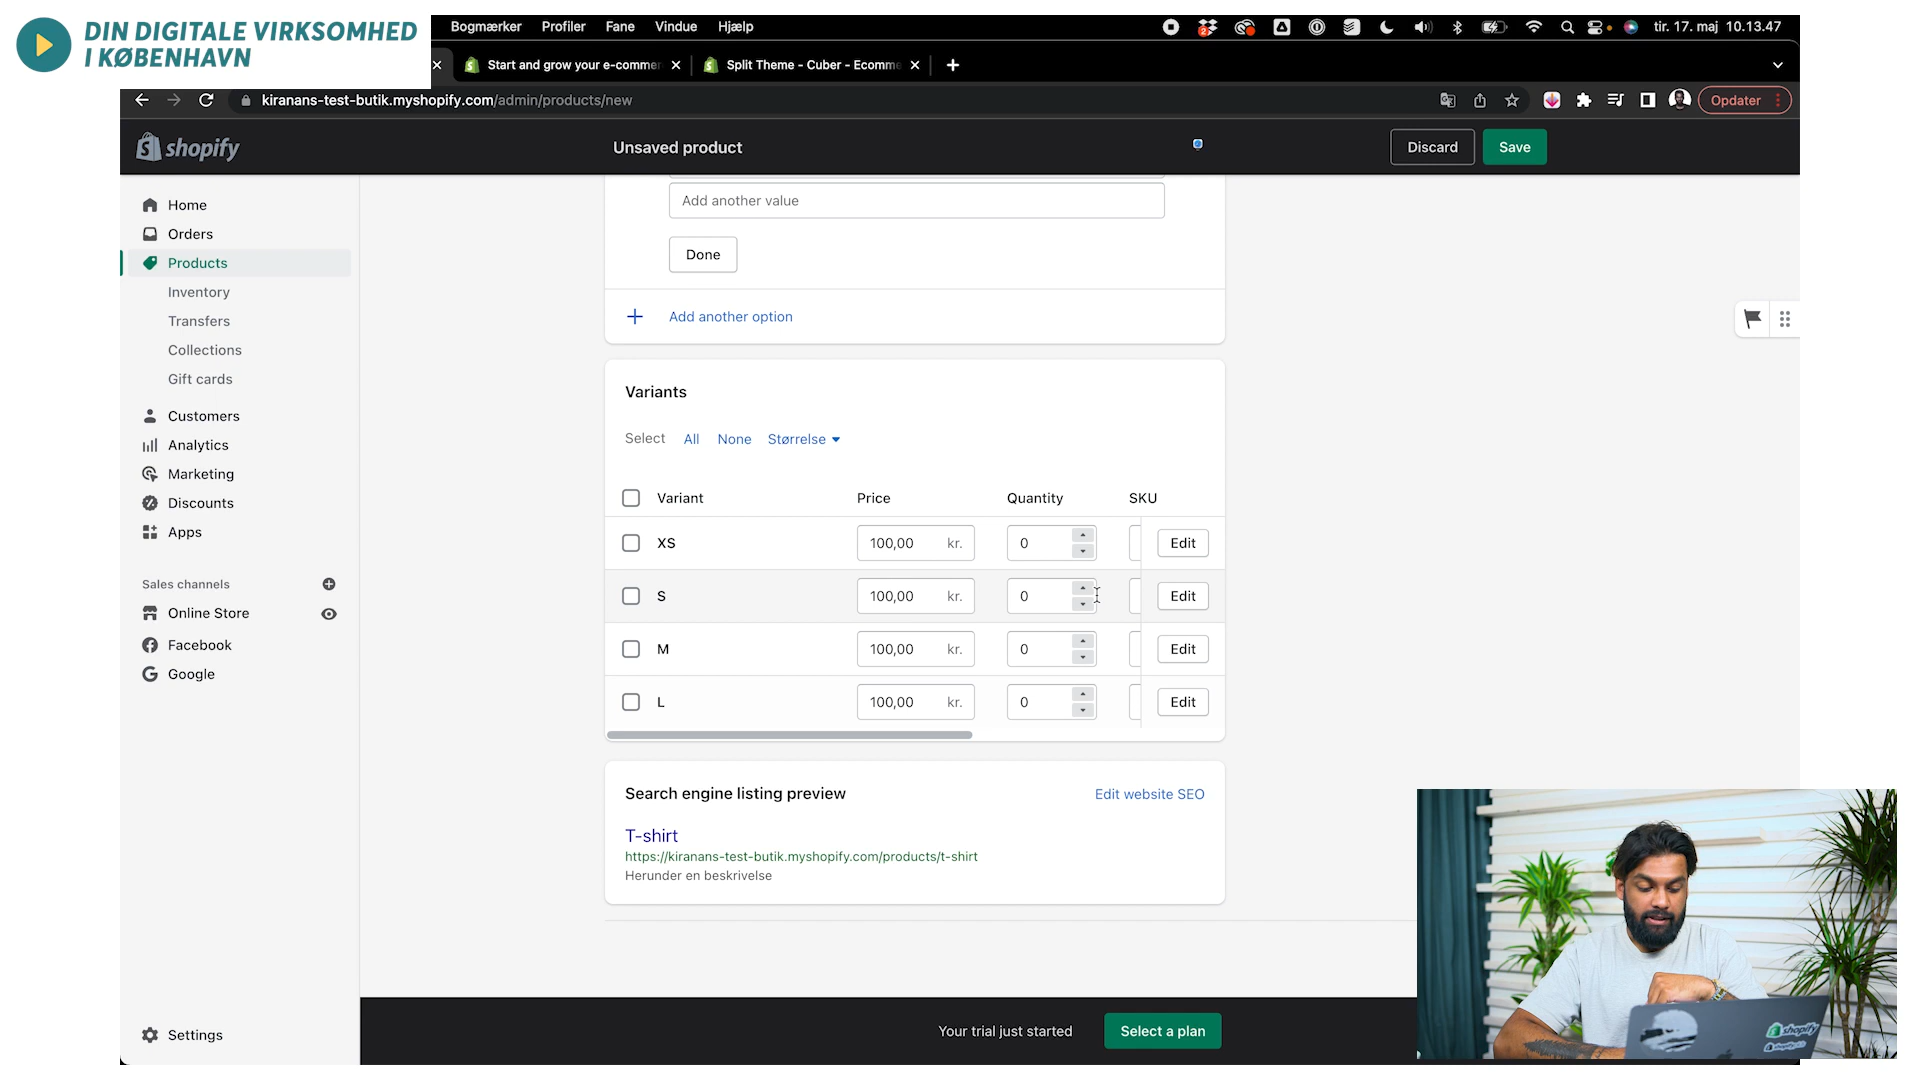 DIN DIGITALE VIRKSOMHED
I KØBENHAVN
Bogmærker Profiler Fane Vindue Hjælp
2
tir. 17. maj 10.13.47
Start and grow your e-commer
Split Theme - Cuber - Ecomme
kiranans-test-butik.myshopify.com/admin/products/new
Opdater
shopify
Unsaved product
Discard
Save
Home
Orders
Products
Inventory
Transfers
Collections
Gift cards
Customers
Analytics
Marketing
Discounts
Apps
Sales channels
Online Store
Facebook
Google
Settings
Add another value
Done
Add another option
Variants
Select All None Størrelse
Variant Price Quantity SKU
XS 100,00 kr. 0 Edit
S 100,00 kr. 0 Edit
M 100,00 kr. 0 Edit
L 100,00 kr. 0 Edit
Search engine listing preview
Edit website SEO
T-shirt
https://kiranans-test-butik.myshopify.com/products/t-shirt
Herunder en beskrivelse
Your trial just started
Select a plan
shopify